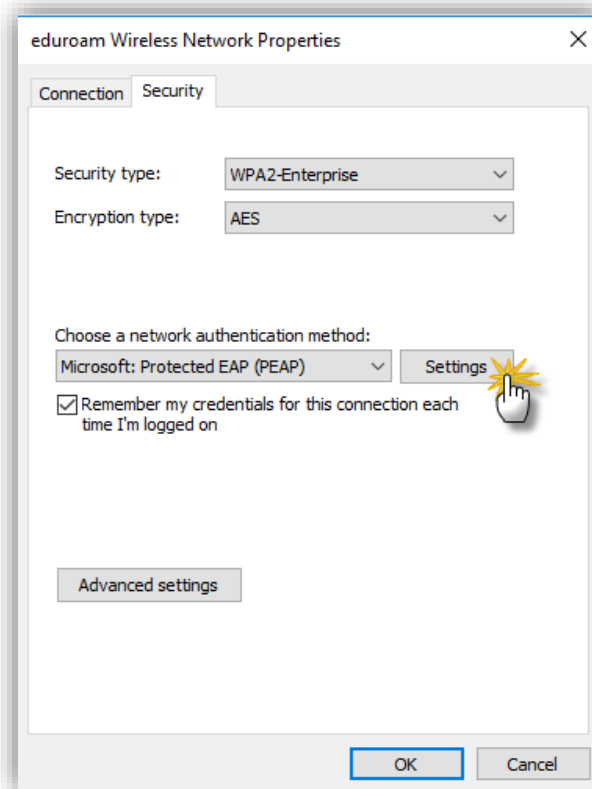 eduroam Wireless Network Properties
Connection Security
Security type: WPA2-Enterprise
Encryption type: AES
Choose a network authentication method:
Microsoft: Protected EAP (PEAP) Settings
Remember my credentials for this connection each
time I'm logged on
Advanced settings
OK Cancel